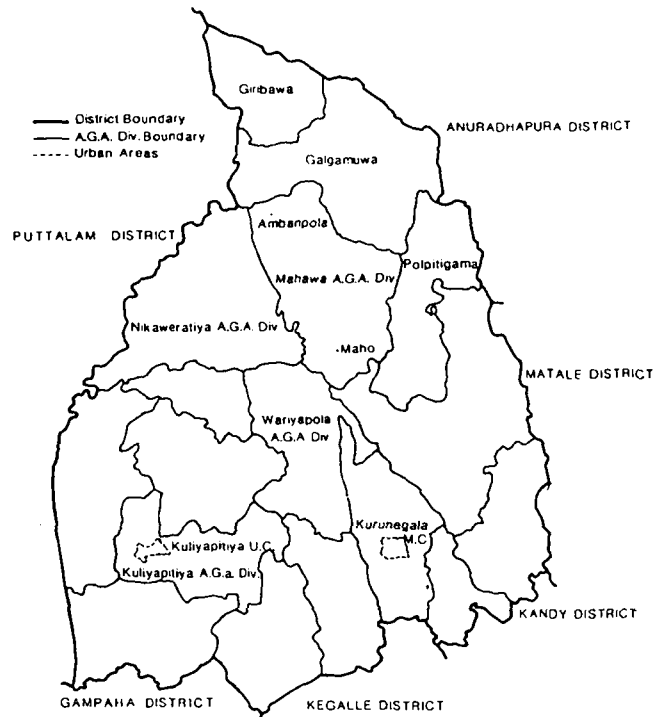 Giribawa
District Boundary
A.G.A. Div. Boundary
Urban Areas
ANURADHAPURA DISTRICT
Galgamuwa
Ambanpola
PUTTALAM DISTRICT
Polpitigama
Mahawa A.G.A. Div
Nikaweratiya A.G.A. Div
Maho
MATALE DISTRICT
Wariyapola
A.G.A. Div
Kurunegala
M.C
Kuliyapitiya U.C.
Kuliyapitiya A.G.a. Div.
KANDY DISTRICT
GAMPAHA DISTRICT
KEGALLE DISTRICT